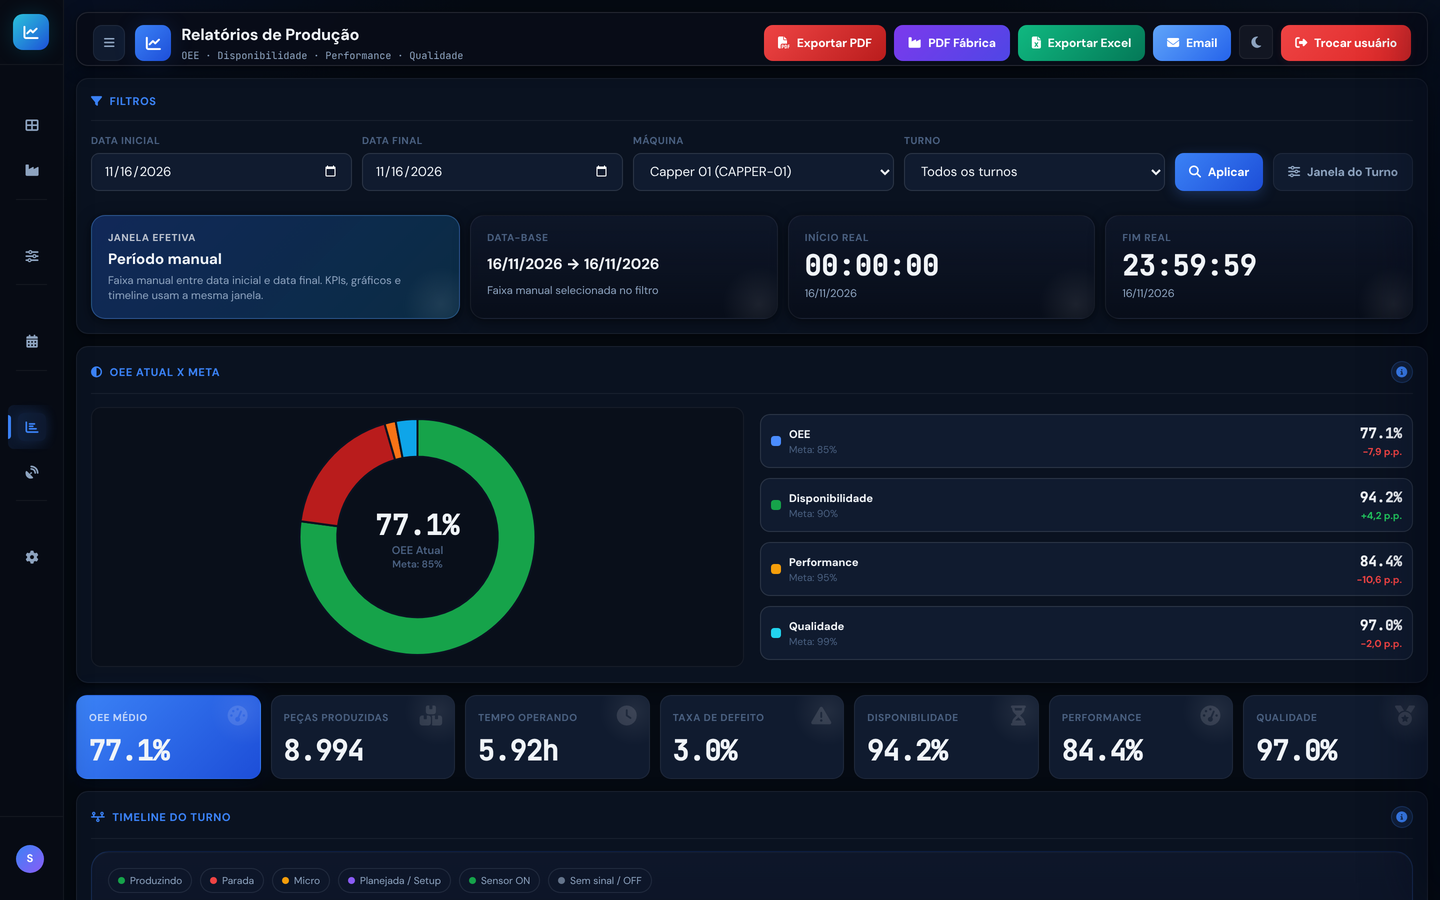 Relatórios de Produção
OEE · Disponibilidade · Performance · Qualidade
Exportar PDF
PDF Fábrica
Exportar Excel
Email
Trocar usuário
FILTROS
DATA INICIAL
DATA FINAL
MÁQUINA
TURNO
11/16/2026
11/16/2026
Capper 01 (CAPPER-01)
Todos os turnos
Aplicar
Janela do Turno
JANELA EFETIVA
Período manual
Faixa manual entre data inicial e data final. KPIs, gráficos e
timeline usam a mesma janela.
DATA-BASE
16/11/2026 → 16/11/2026
Faixa manual selecionada no filtro
INÍCIO REAL
00:00:00
16/11/2026
FIM REAL
23:59:59
16/11/2026
OEE ATUAL X META
77.1%
OEE Atual
Meta: 85%
OEE
Meta: 85%
77.1%
-7,9 p.p.
Disponibilidade
Meta: 90%
94.2%
+4,2 p.p.
Performance
Meta: 95%
84.4%
-10,6 p.p.
Qualidade
Meta: 99%
97.0%
-2,0 p.p.
OEE MÉDIO
77.1%
PEÇAS PRODUZIDAS
8.994
TEMPO OPERANDO
5.92h
TAXA DE DEFEITO
3.0%
DISPONIBILIDADE
94.2%
PERFORMANCE
84.4%
QUALIDADE
97.0%
TIMELINE DO TURNO
Produzindo
Parada
Micro
Planejada / Setup
Sensor ON
Sem sinal / OFF
S